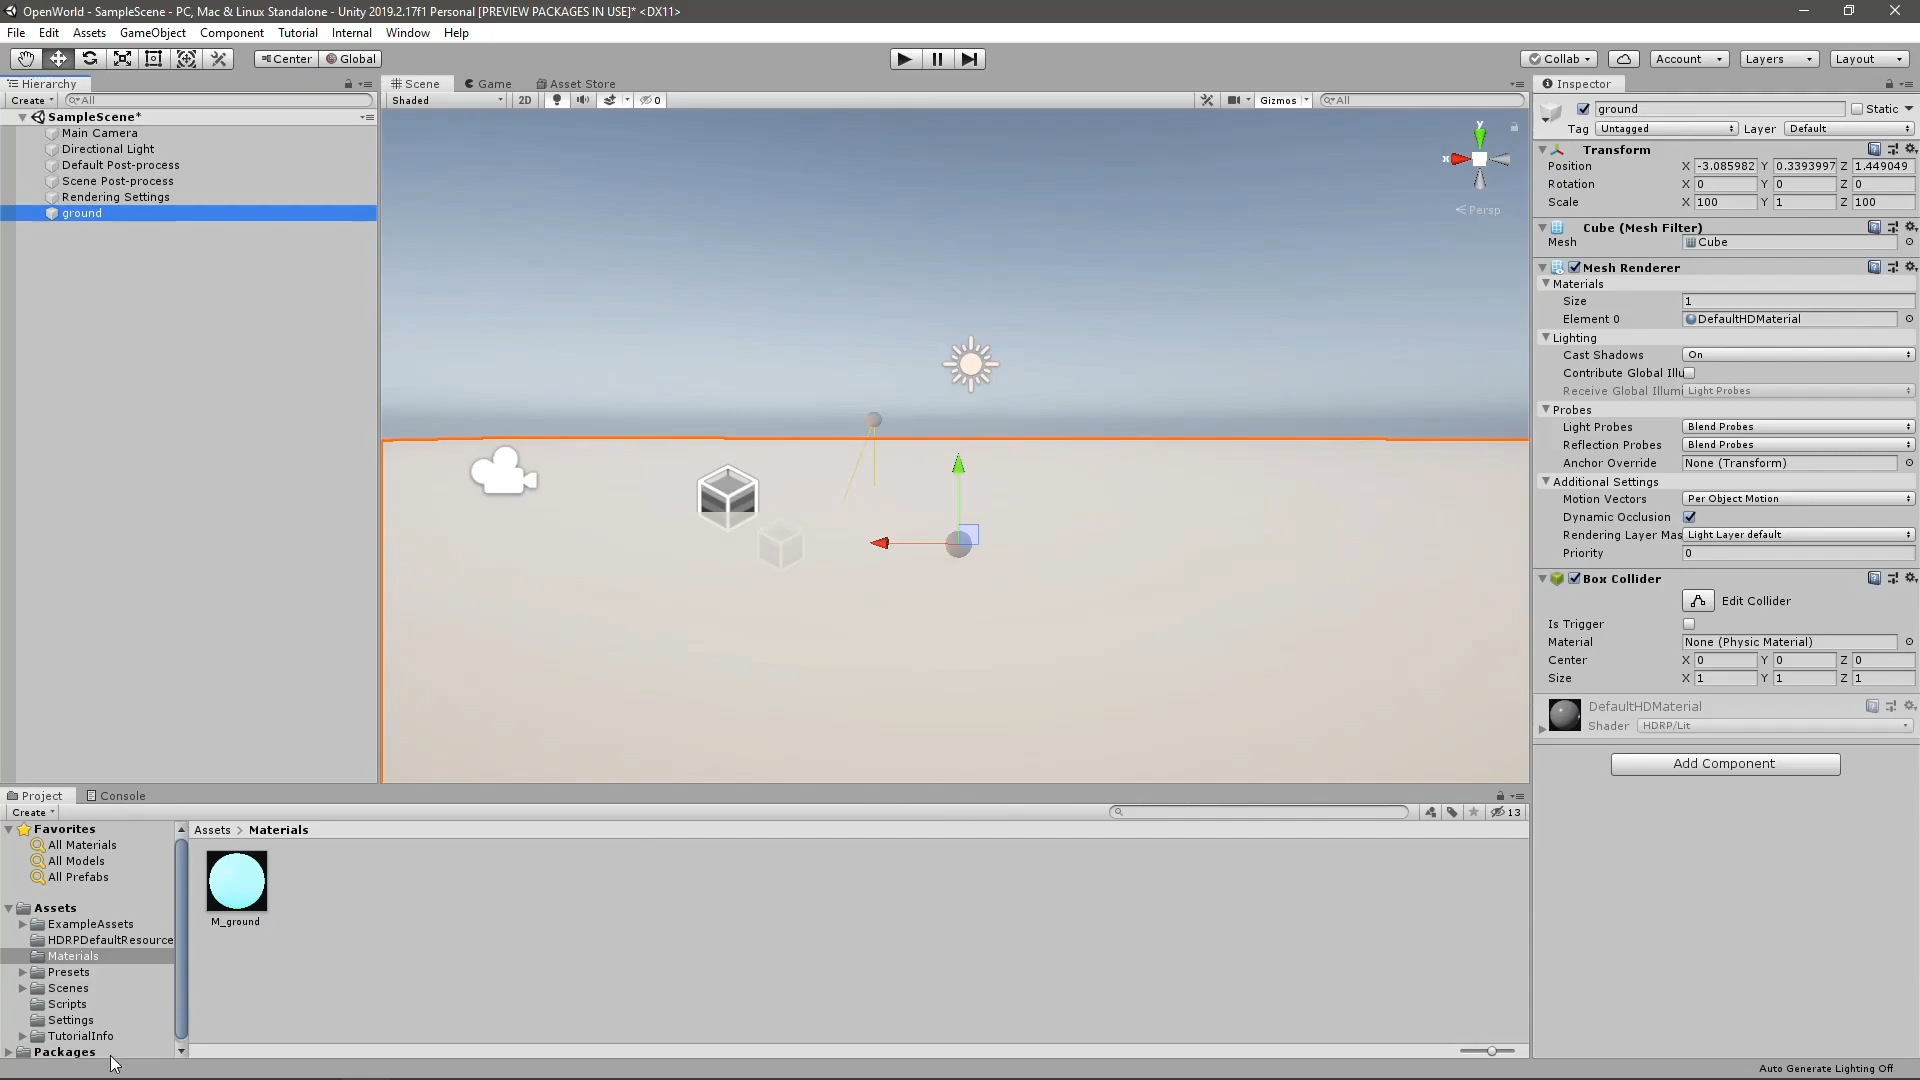 OpenWorld - SampleScene - PC, Mac & Linux Standalone - Unity 2019.2.17f1 Personal [PREVIEW PACKAGES IN USE]* <DX11>
File Edit Assets GameObject Component Tutorial Internal Window Help
Center Global Collab Account Layers Layout
Hierarchy
Create All
SampleScene*
Main Camera
Directional Light
Default Post-process
Scene Post-process
Rendering Settings
ground
Scene Game Asset Store
Shaded 2D 0 Gizmos All
y
x
Persp
Inspector
ground Static
Tag Untagged Layer Default
Transform
Position X -3.085982 Y 0.3393997 Z 1.449049
Rotation X 0 Y 0 Z 0
Scale X 100 Y 1 Z 100
Cube (Mesh Filter)
Mesh Cube
Mesh Renderer
Materials
Size 1
Element 0 DefaultHDMaterial
Lighting
Cast Shadows On
Contribute Global Illu
Receive Global Illumi Light Probes
Probes
Light Probes Blend Probes
Reflection Probes Blend Probes
Anchor Override None (Transform)
Additional Settings
Motion Vectors Per Object Motion
Dynamic Occlusion
Rendering Layer Mas Light Layer default
Priority 0
Box Collider
Edit Collider
Is Trigger
Material None (Physic Material)
Center X 0 Y 0 Z 0
Size X 1 Y 1 Z 1
DefaultHDMaterial
Shader HDRP/Lit
Add Component
Project Console
Create 13
Favorites
All Materials
All Models
All Prefabs
Assets
ExampleAssets
HDRPDefaultResource
Materials
Presets
Scenes
Scripts
Settings
TutorialInfo
Packages
Assets > Materials
M_ground
Auto Generate Lighting Off